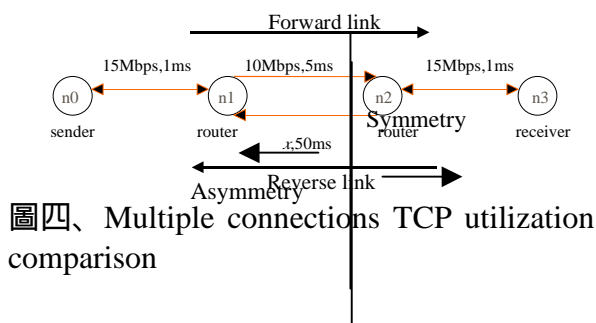 Forward link
15Mbps,1ms
10Mbps,5ms
15Mbps,1ms
n0
n1
n2
n3
sender
router
router
receiver
Symmetry
x,50ms
Reverse link
Asymmetry
圖四、Multiple connections TCP utilization
comparison